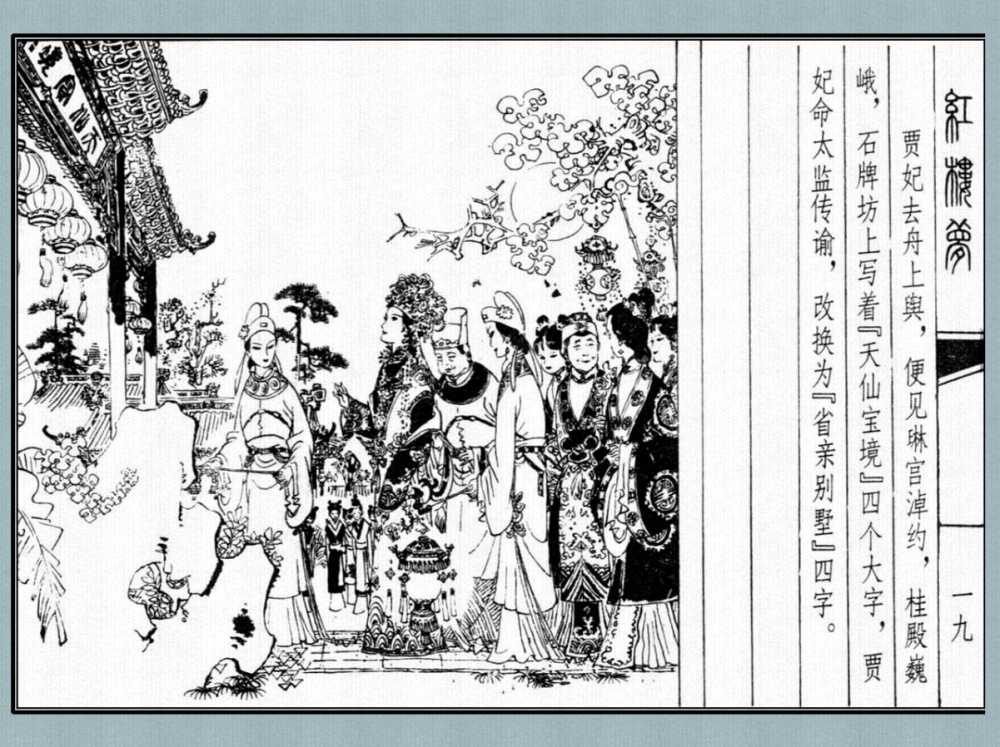 红楼梦
一九
贾妃去舟上舆，便见琳宫淖约，桂殿巍
峨，石牌坊上写着『天仙宝境』四个大字，贾
妃命太监传谕，改换为『省亲别墅』四字。